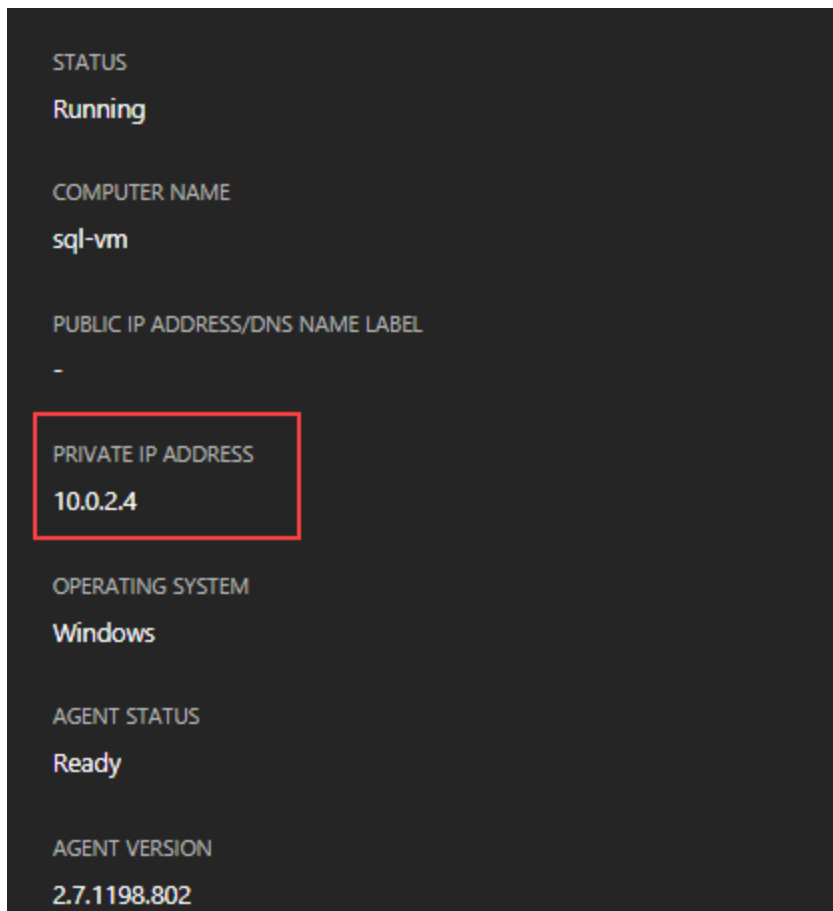 STATUS
Running
COMPUTER NAME
sql-vm
PUBLIC IP ADDRESS/DNS NAME LABEL
-
PRIVATE IP ADDRESS
10.0.2.4
OPERATING SYSTEM
Windows
AGENT STATUS
Ready
AGENT VERSION
2.7.1198.802